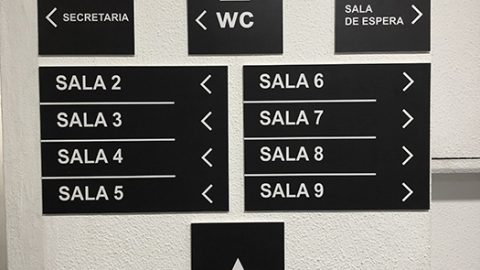 SECRETARIA
WC
SALA
DE ESPERA
SALA 2
SALA 3
SALA 4
SALA 5
SALA 6
SALA 7
SALA 8
SALA 9